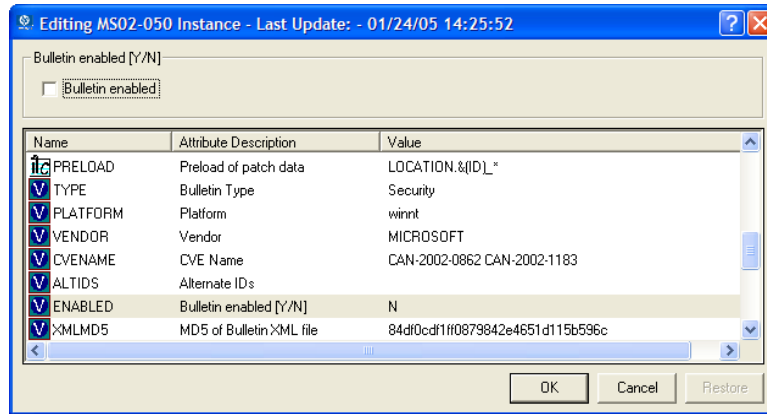 Editing MS02-050 Instance - Last Update: - 01/24/05 14:25:52
Bulletin enabled [Y/N]
Bulletin enabled
Name Attribute Description Value
PRELOAD Preload of patch data LOCATION.&(ID)_*
V TYPE Bulletin Type Security
V PLATFORM Platform winnt
V VENDOR Vendor MICROSOFT
V CVENAME CVE Name CAN-2002-0862 CAN-2002-1183
V ALTIDS Alternate IDs
V ENABLED Bulletin enabled [Y/N] N
V XMLMD5 MD5 of Bulletin XML file 84df0cdf1ff0879842e4651d115b596c
OK Cancel Restore